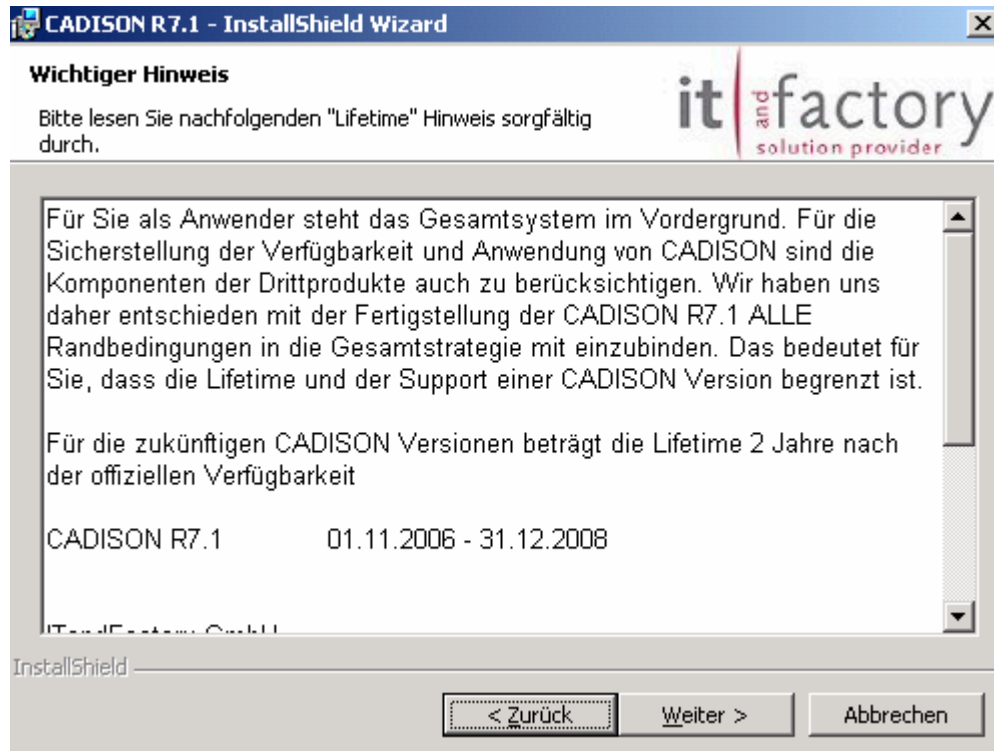 CADISON R7.1 - InstallShield Wizard
Wichtiger Hinweis
Bitte lesen Sie nachfolgenden "Lifetime" Hinweis sorgfältig
durch.
it and factory
solution provider
Für Sie als Anwender steht das Gesamtsystem im Vordergrund. Für die
Sicherstellung der Verfügbarkeit und Anwendung von CADISON sind die
Komponenten der Drittprodukte auch zu berücksichtigen. Wir haben uns
daher entschieden mit der Fertigstellung der CADISON R7.1 ALLE
Randbedingungen in die Gesamtstrategie mit einzubinden. Das bedeutet für
Sie, dass die Lifetime und der Support einer CADISON Version begrenzt ist.
Für die zukünftigen CADISON Versionen beträgt die Lifetime 2 Jahre nach
der offiziellen Verfügbarkeit
CADISON R7.1 01.11.2006 - 31.12.2008
ITandFactory GmbH
InstallShield
< Zurück
Weiter >
Abbrechen